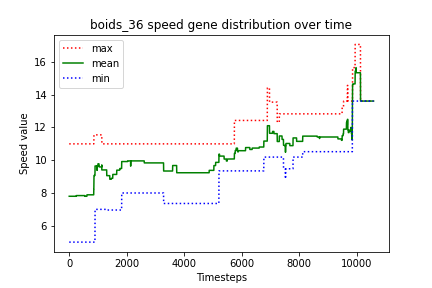 boids_36 speed gene distribution over time
max
mean
min
Speed value
16
14
12
10
8
6
0 2000 4000 6000 8000 10000
Timesteps